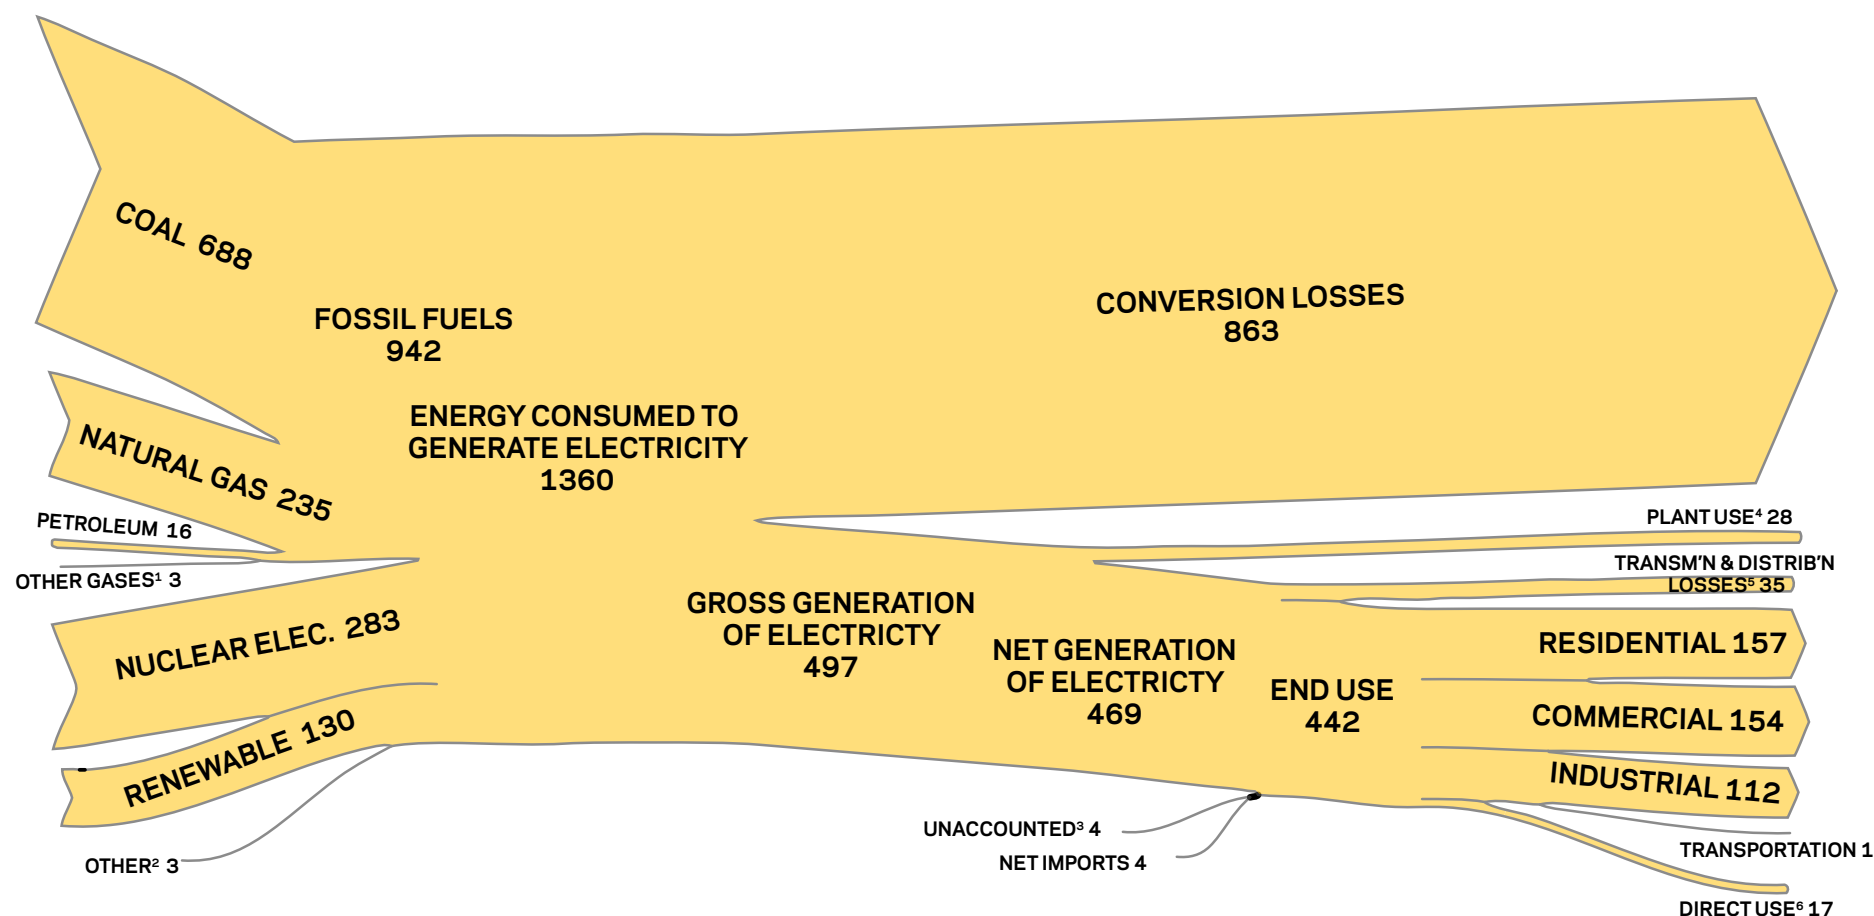 COAL 688
FOSSIL FUELS
942
CONVERSION LOSSES
863
ENERGY CONSUMED TO
GENERATE ELECTRICITY
1360
NATURAL GAS 235
PETROLEUM 16
OTHER GASES¹ 3
NUCLEAR ELEC. 283
RENEWABLE 130
OTHER² 3
GROSS GENERATION
OF ELECTRICTY
497
NET GENERATION
OF ELECTRICTY
469
END USE
442
UNACCOUNTED³ 4
NET IMPORTS 4
PLANT USE⁴ 28
TRANSM'N & DISTRIB'N
LOSSES⁵ 35
RESIDENTIAL 157
COMMERCIAL 154
INDUSTRIAL 112
TRANSPORTATION 1
DIRECT USE⁶ 17